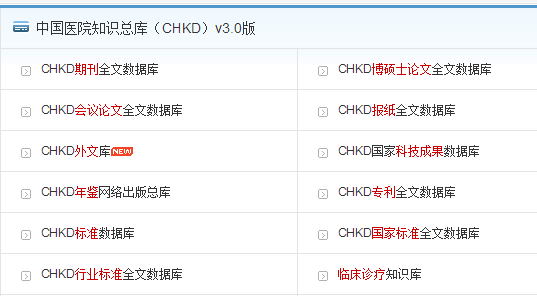 中国医院知识总库（CHKD）v3.0版
CHKD期刊全文数据库
CHKD博硕士论文全文数据库
CHKD会议论文全文数据库
CHKD报纸全文数据库
CHKD外文库NEW
CHKD国家科技成果数据库
CHKD年鉴网络出版总库
CHKD专利全文数据库
CHKD标准数据库
CHKD国家标准全文数据库
CHKD行业标准全文数据库
临床诊疗知识库